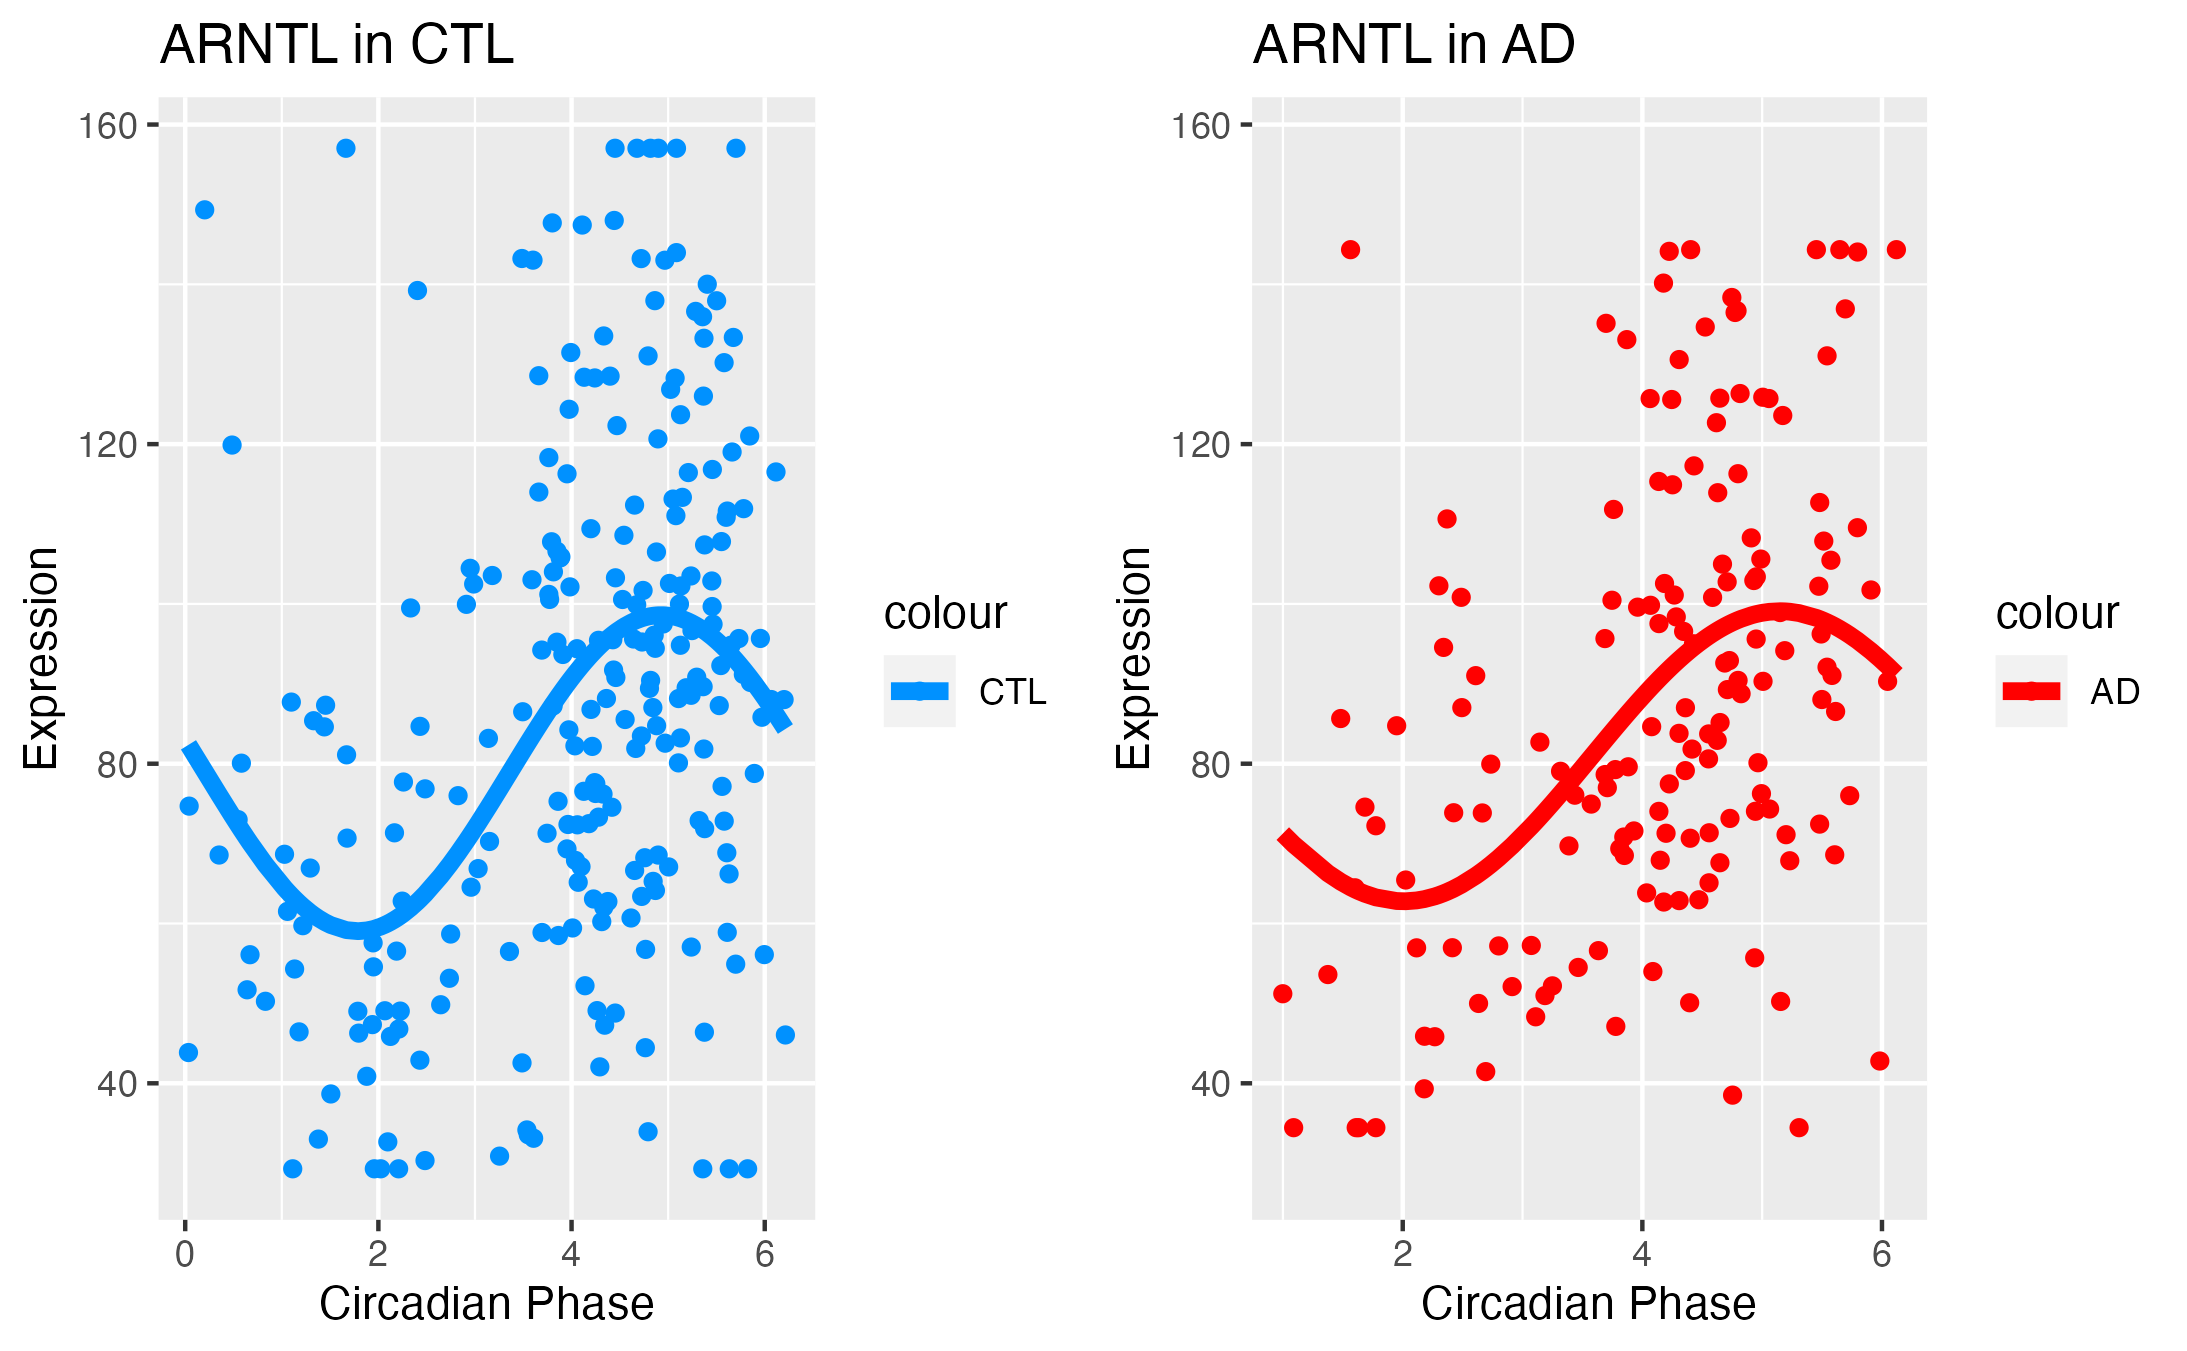 ARNTL in CTL
160
120
80
40
Expression
0 2 4 6
Circadian Phase
colour
CTL
ARNTL in AD
160
120
80
40
Expression
2 4 6
Circadian Phase
colour
AD